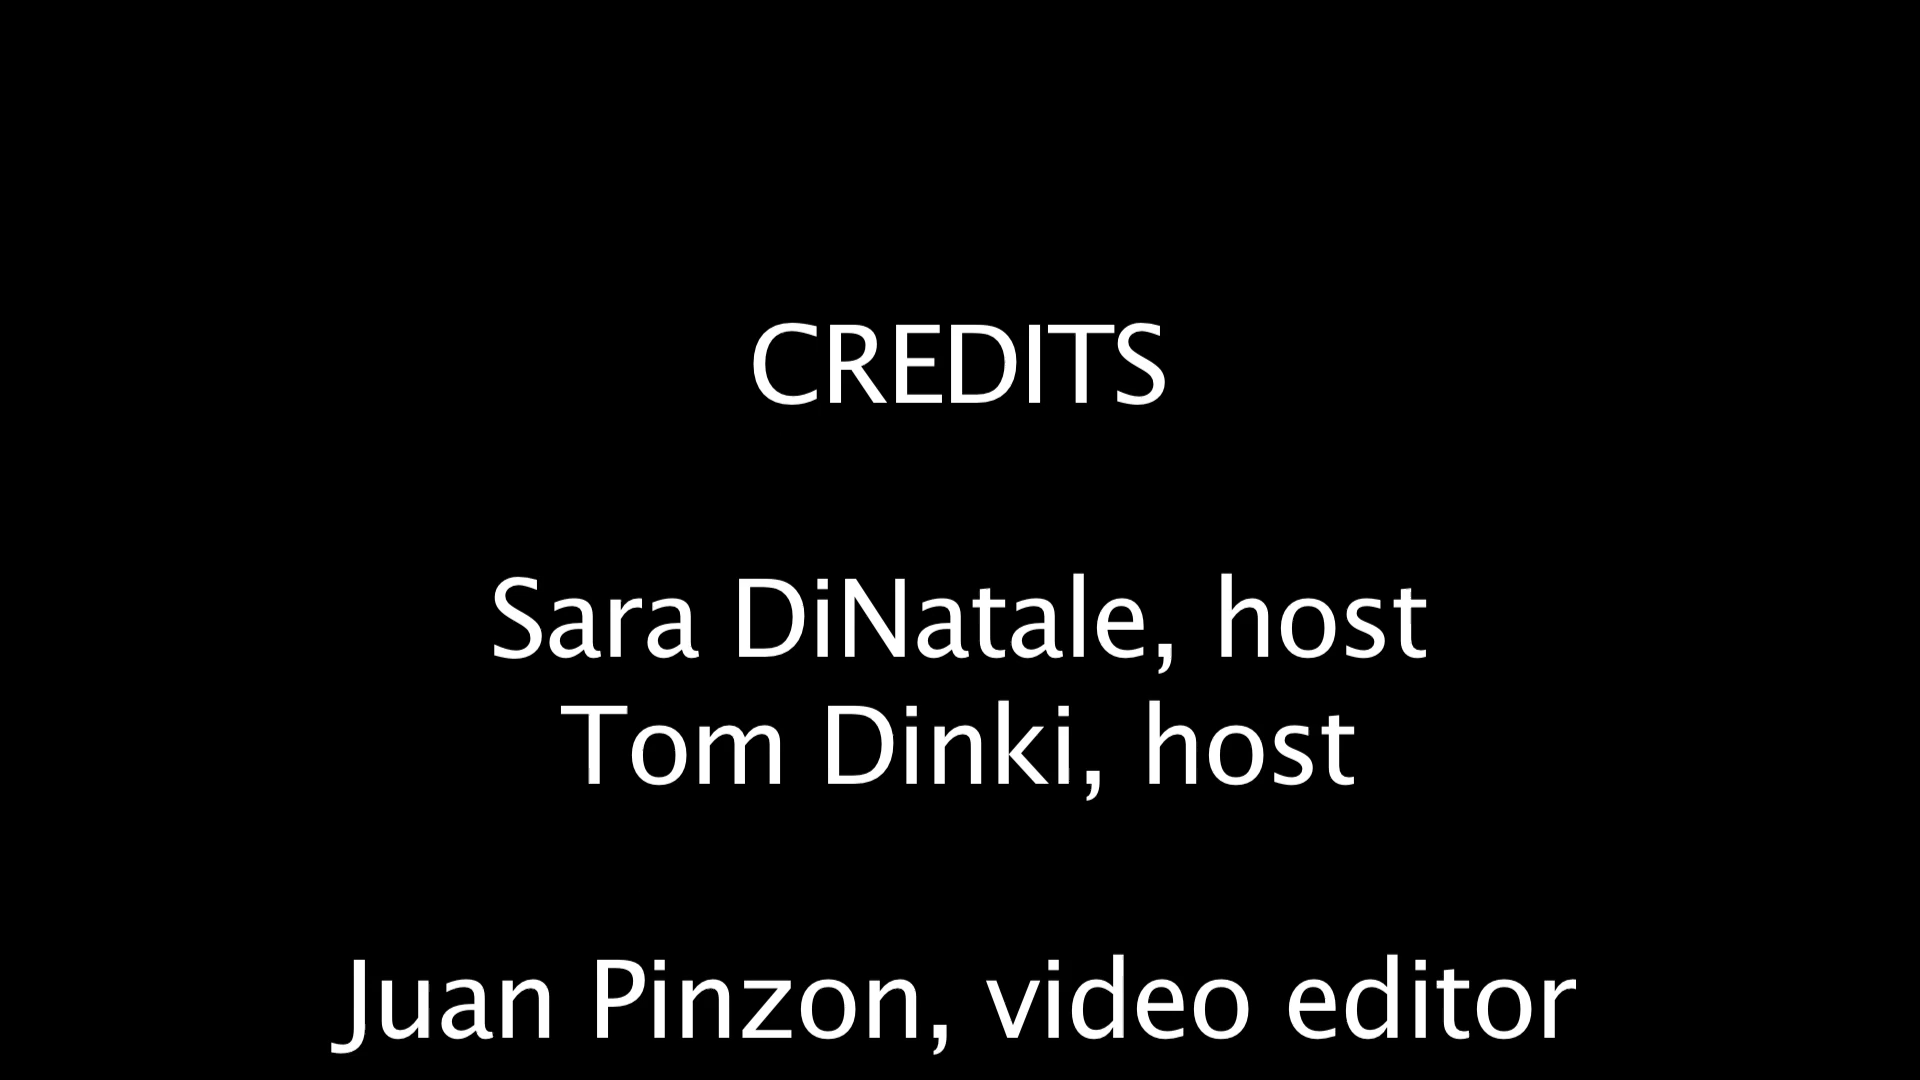 CREDITS
Sara DiNatale, host
Tom Dinki, host
Juan Pinzon, video editor